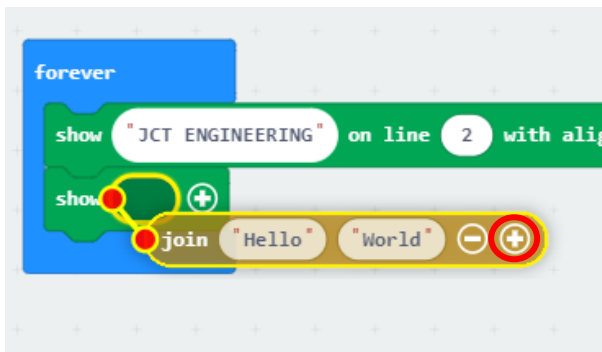 forever
show "JCT ENGINEERING" on line 2 with alig
show
join "Hello" "World"